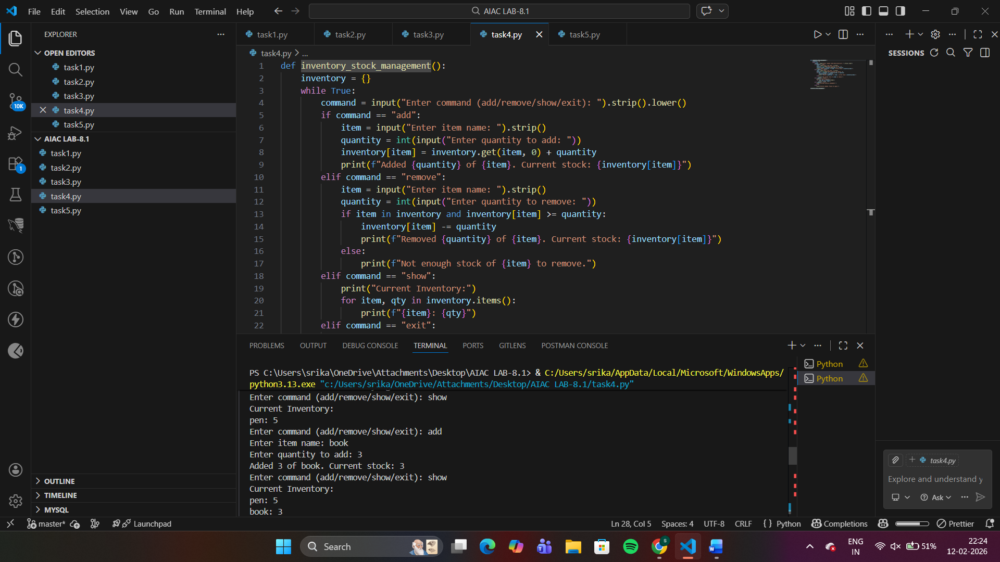 File Edit Selection View Go Run Terminal Help
AIAC LAB-8.1
EXPLORER
OPEN EDITORS
task1.py
task2.py
task3.py
task4.py
task5.py
AIAC LAB-8.1
task1.py
task2.py
task3.py
task4.py
task5.py
OUTLINE
TIMELINE
MYSQL
10K
1
task1.py task2.py task3.py task4.py task5.py
task4.py > ...
1 def inventory_stock_management():
2 inventory = {}
3 while True:
4 command = input("Enter command (add/remove/show/exit): ").strip().lower()
5 if command == "add":
6 item = input("Enter item name: ").strip()
7 quantity = int(input("Enter quantity to add: "))
8 inventory[item] = inventory.get(item, 0) + quantity
9 print(f"Added {quantity} of {item}. Current stock: {inventory[item]}")
10 elif command == "remove":
11 item = input("Enter item name: ").strip()
12 quantity = int(input("Enter quantity to remove: "))
13 if item in inventory and inventory[item] >= quantity:
14 inventory[item] -= quantity
15 print(f"Removed {quantity} of {item}. Current stock: {inventory[item]}")
16 else:
17 print(f"Not enough stock of {item} to remove.")
18 elif command == "show":
19 print("Current Inventory:")
20 for item, qty in inventory.items():
21 print(f"{item}: {qty}")
22 elif command == "exit":
PROBLEMS OUTPUT DEBUG CONSOLE TERMINAL PORTS GITLENS POSTMAN CONSOLE
PS C:\Users\srika\OneDrive\Attachments\Desktop\AIAC LAB-8.1> & C:/Users/srika/AppData/Local/Microsoft/WindowsApps/
python3.13.exe "c:/Users/srika/OneDrive/Attachments/Desktop/AIAC LAB-8.1/task4.py"
Enter command (add/remove/show/exit): show
Current Inventory:
pen: 5
Enter command (add/remove/show/exit): add
Enter item name: book
Enter quantity to add: 3
Added 3 of book. Current stock: 3
Enter command (add/remove/show/exit): show
Current Inventory:
pen: 5
book: 3
Python
Python
SESSIONS
task4.py
Explore and understand y
Ask
master* Launchpad Ln 28, Col 5 Spaces: 4 UTF-8 CRLF { } Python Completions Prettier
Search
ENG
IN
51%
22:24
12-02-2026